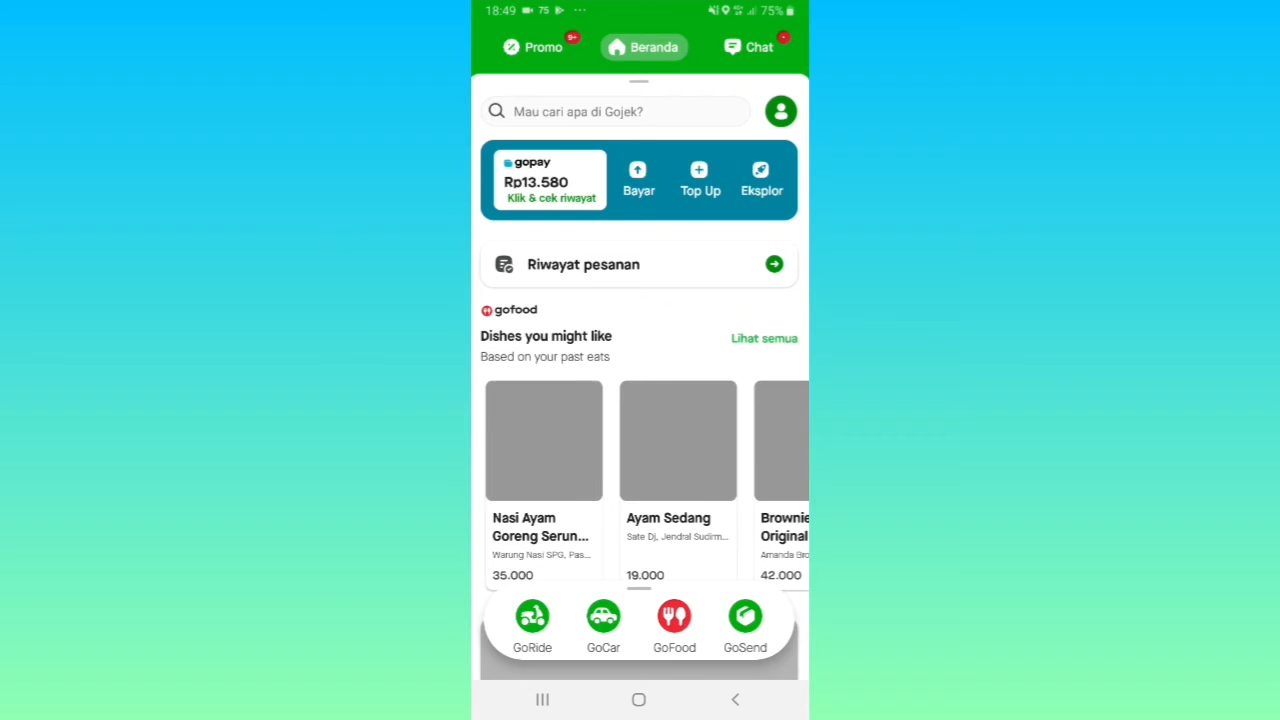 18:49 75 ... 75%
Promo 9+ Beranda Chat
Mau cari apa di Gojek?
gopay
Rp13.580
Klik & cek riwayat
Bayar Top Up Eksplor
Riwayat pesanan
gofood
Dishes you might like
Lihat semua
Based on your past eats
Nasi Ayam
Goreng Serun...
Warung Nasi SPG, Pas...
35.000
Ayam Sedang
Sate Dj, Jendral Sudirm...
19.000
Brownie
Original
Amanda Bro
42.000
GoRide GoCar GoFood GoSend